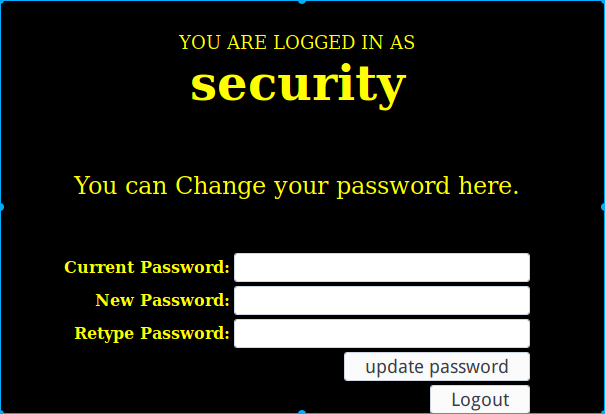 YOU ARE LOGGED IN AS
security
You can Change your password here.
Current Password:
New Password:
Retype Password:
update password
Logout